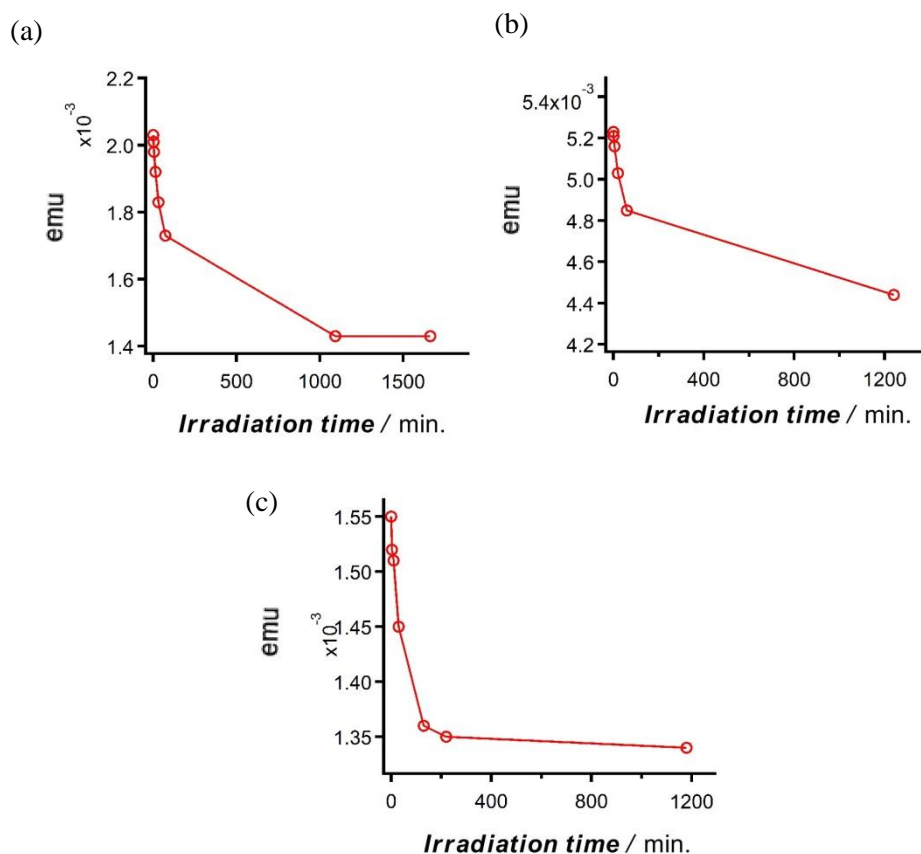 (a)
x10⁻³
2.2
2.0
1.8
1.6
1.4
emu
0 500 1000 1500
Irradiation time / min.
(b)
5.4x10⁻³
5.2
5.0
4.8
4.6
4.4
4.2
emu
0 400 800 1200
Irradiation time / min.
(c)
1.55
1.50
1.45
1.40
1.35
x10⁻³
emu
0 400 800 1200
Irradiation time / min.